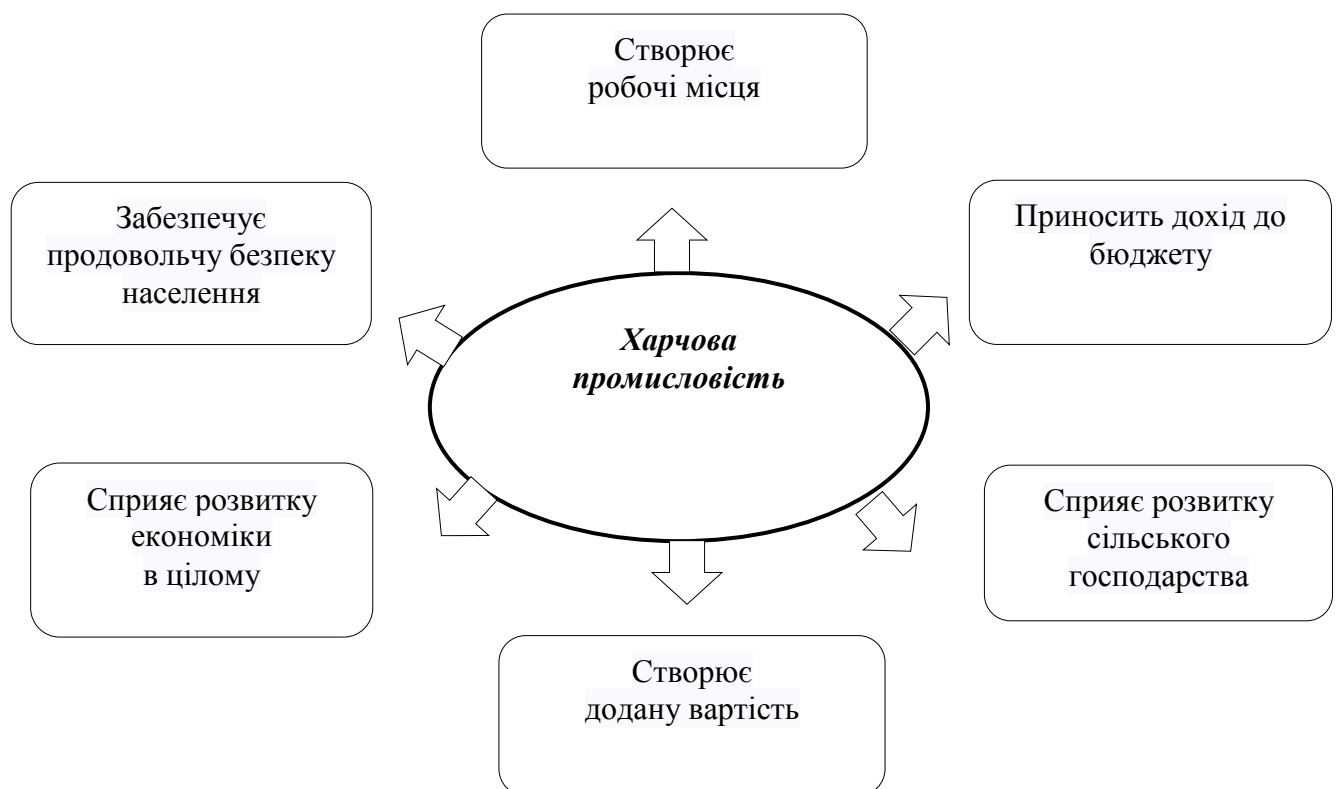 Створює
робочі місця
Забезпечує
продовольчу безпеку
населення
Приносить дохід до
бюджету
Харчова
промисловість
Сприяє розвитку
економіки
в цілому
Сприяє розвитку
сільського
господарства
Створює
додану вартість